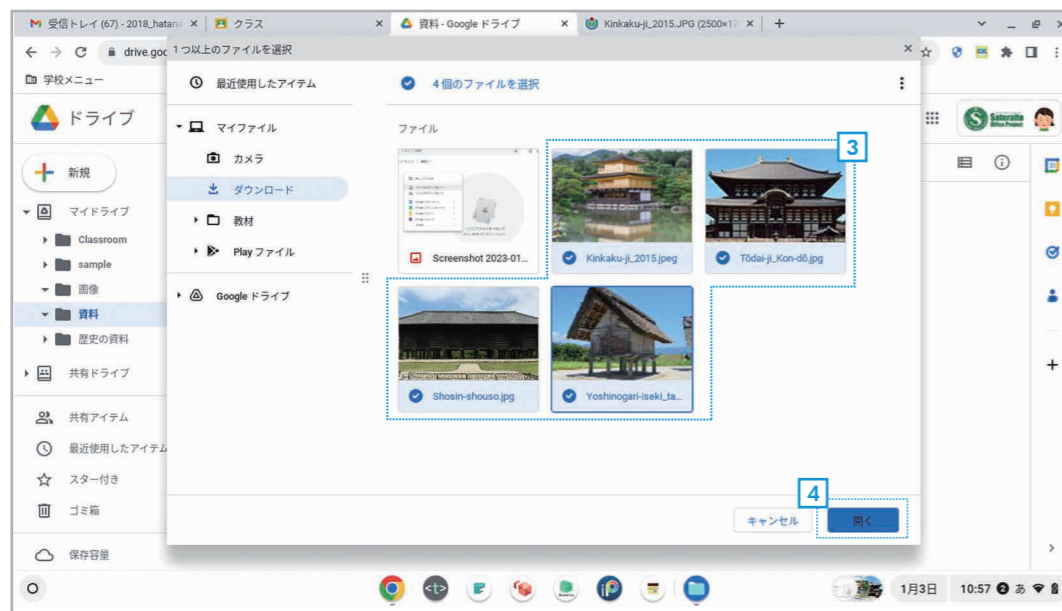 受信トレイ (67) - 2018_hatan
クラス
資料 - Google ドライブ
Kinkaku-ji_2015.JPG (2500×17
drive.goo
学校メニュー
1 つ以上のファイルを選択
ドライブ
新規
マイドライブ
Classroom
sample
画像
資料
歴史の資料
共有ドライブ
共有アイテム
最近使用したアイテム
スター付き
ゴミ箱
保存容量
最近使用したアイテム
マイファイル
カメラ
ダウンロード
教材
Play ファイル
Google ドライブ
4 個のファイルを選択
ファイル
3
Screenshot 2023-01...
Kinkaku-ji_2015.jpeg
Tōdai-ji_Kon-dō.jpg
Shosin-shouso.jpg
Yoshinogari-iseki_ta...
4
キャンセル
開く
Sateraito
Office Project
1月3日
10:57
2
あ